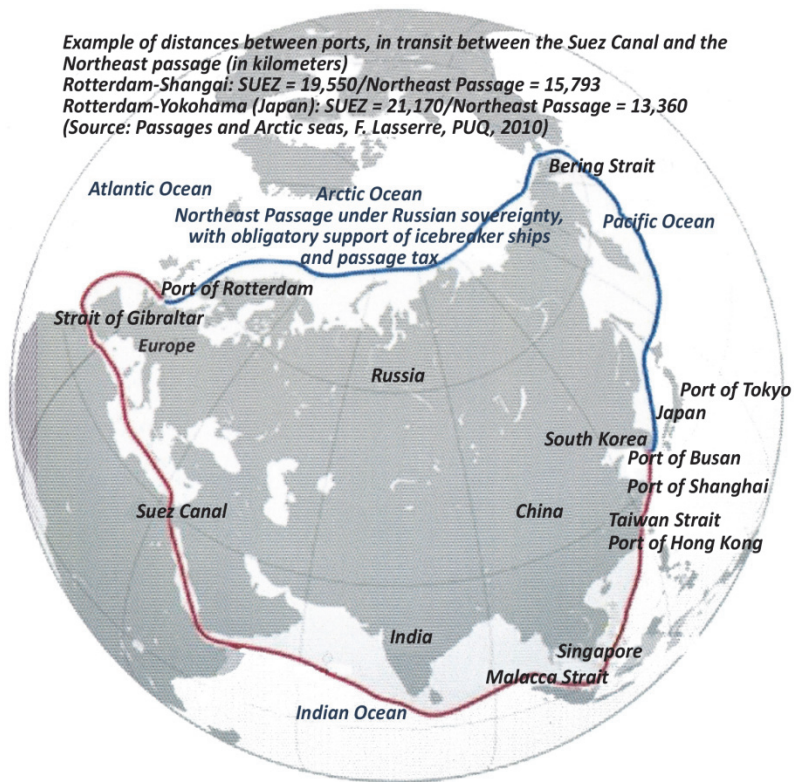 Example of distances between ports, in transit between the Suez Canal and the
Northeast passage (in kilometers)
Rotterdam-Shangai: SUEZ = 19,550/Northeast Passage = 15,793
Rotterdam-Yokohama (Japan): SUEZ = 21,170/Northeast Passage = 13,360
(Source: Passages and Arctic seas, F. Lasserre, PUQ, 2010)
Bering Strait
Atlantic Ocean
Arctic Ocean
Northeast Passage under Russian sovereignty,
with obligatory support of icebreaker ships
and passage tax
Pacific Ocean
Port of Rotterdam
Strait of Gibraltar
Europe
Russia
Port of Tokyo
Japan
South Korea
Port of Busan
Port of Shanghai
Suez Canal
China
Taiwan Strait
Port of Hong Kong
India
Singapore
Malacca Strait
Indian Ocean